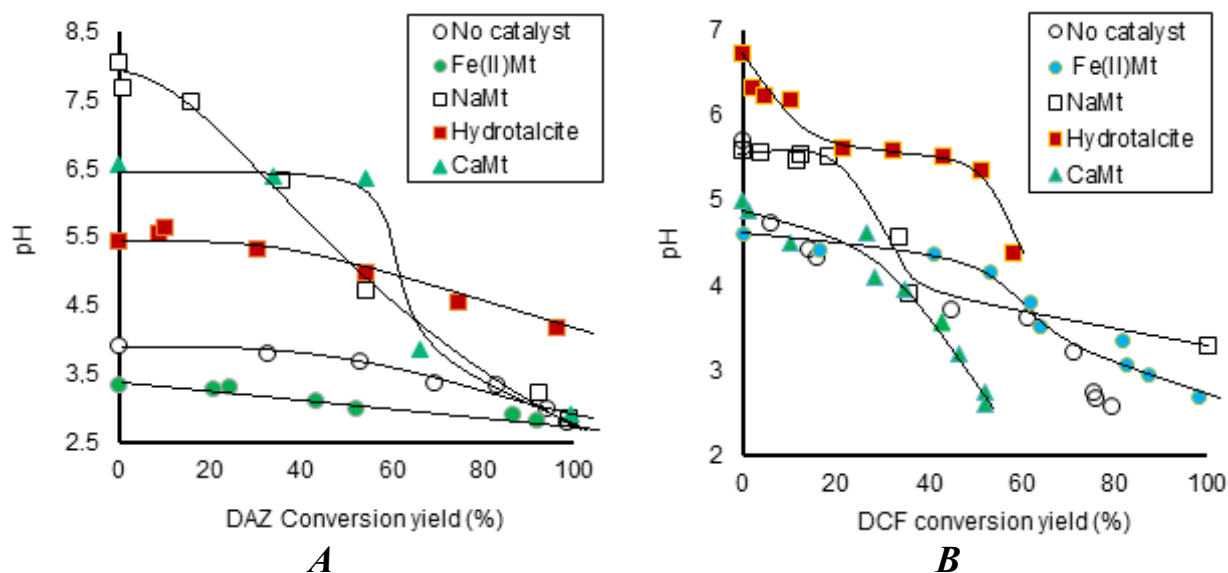 8.5
7.5
6.5
5.5
4.5
3.5
2.5
pH
0
20
40
60
80
100
DAZ Conversion yield (%)
No catalyst
Fe(II)Mt
NaMt
Hydrotalcite
CaMt
A
7
6
5
4
3
2
pH
0
20
40
60
80
100
DCF conversion yield (%)
No catalyst
Fe(II)Mt
NaMt
Hydrotalcite
CaMt
B